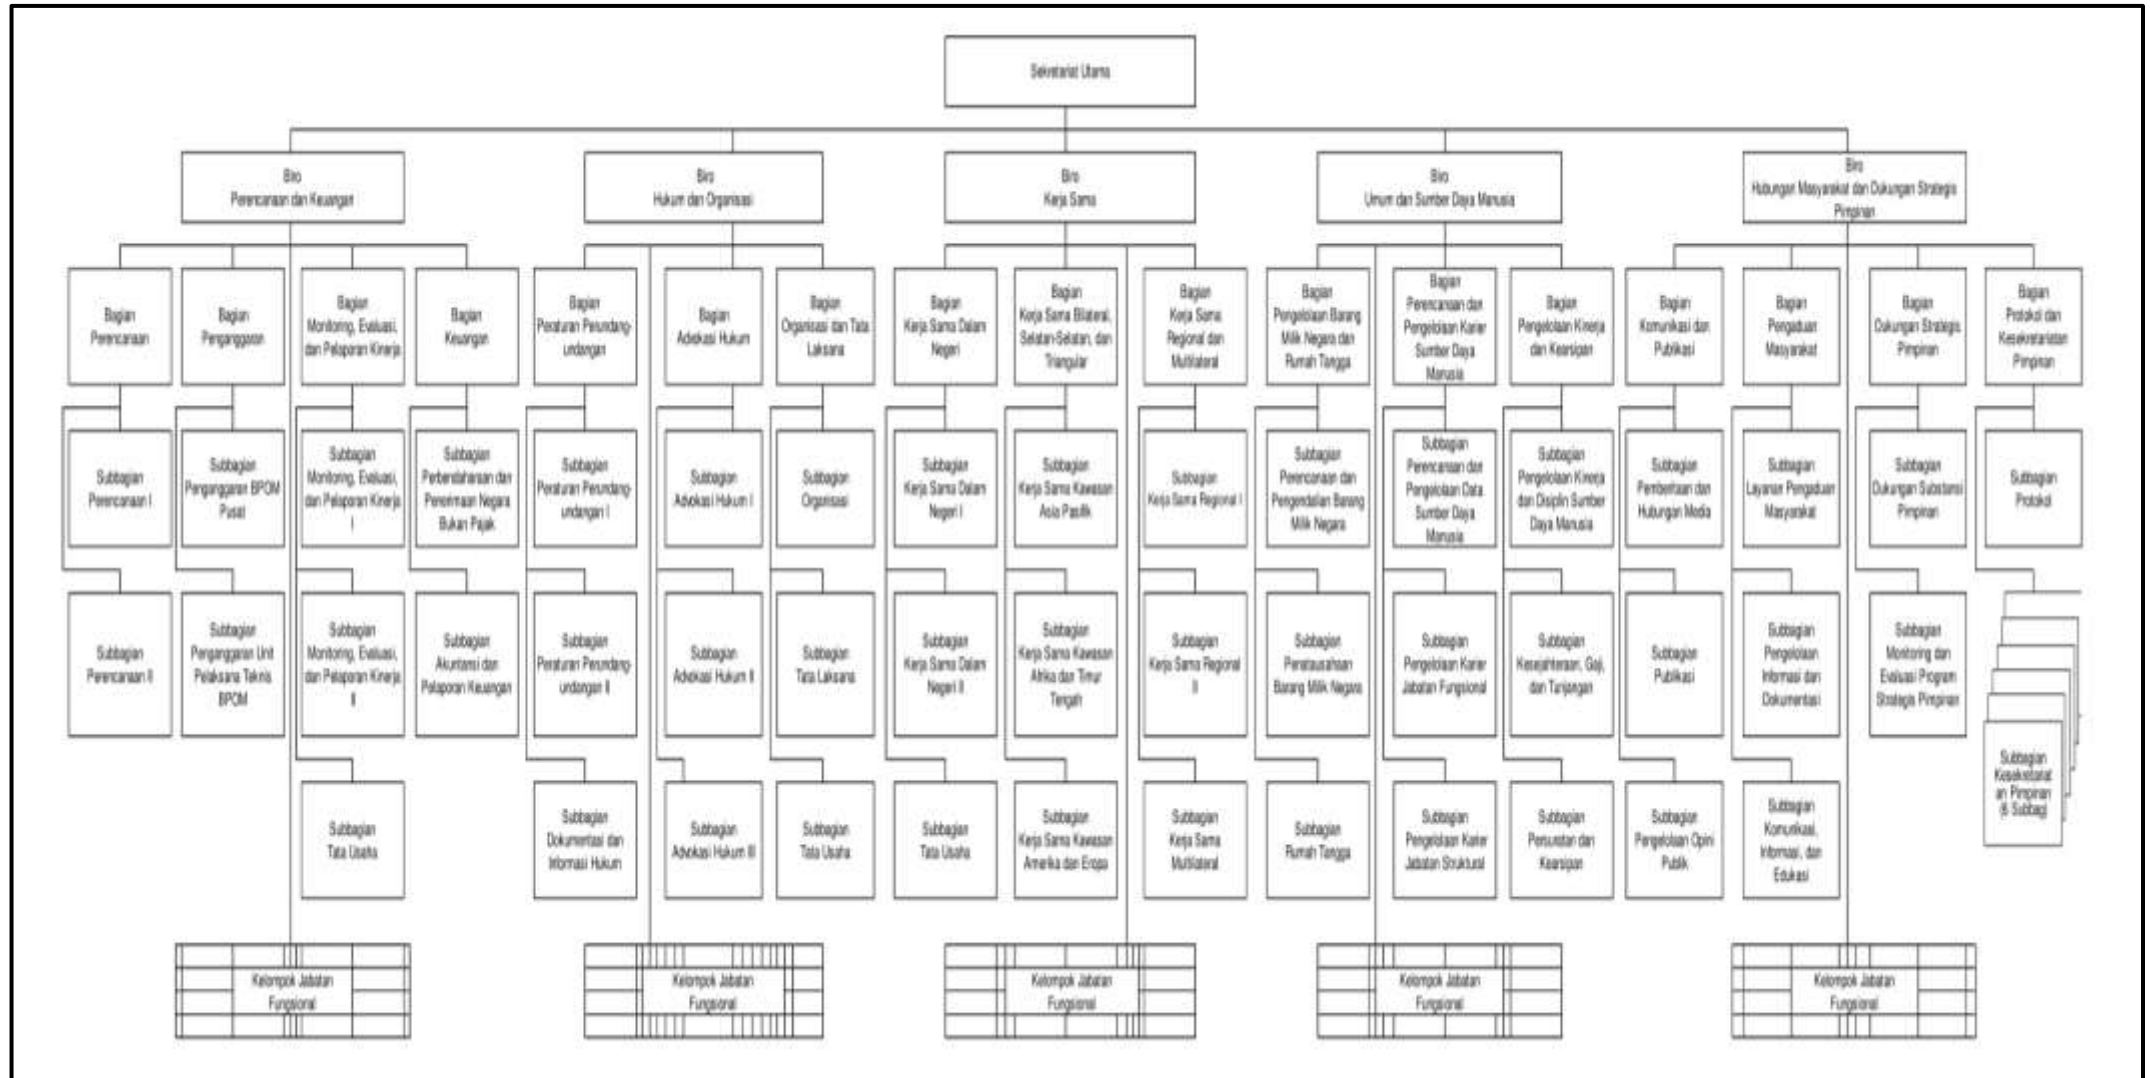 Sekretariat Utama
Biro
Perencanaan dan Keuangan
Biro
Hukum dan Organisasi
Biro
Kerja Sama
Biro
Umum dan Sumber Daya Manusia
Biro
Hubungan Masyarakat dan Dukungan Strategis
Pimpinan
Bagian
Perencanaan
Bagian
Penganggaran
Bagian
Monitoring, Evaluasi,
dan Pelaporan Kinerja
Bagian
Keuangan
Bagian
Peraturan Perundang-
undangan
Bagian
Advokasi Hukum
Bagian
Organisasi dan Tata
Laksana
Bagian
Kerja Sama Dalam
Negeri
Bagian
Kerja Sama Bilateral,
Selatan-Selatan, dan
Triangular
Bagian
Kerja Sama
Regional dan
Multilateral
Bagian
Pengelolaan Barang
Milik Negara dan
Rumah Tangga
Bagian
Perencanaan dan
Pengelolaan Karier
Sumber Daya
Manusia
Bagian
Pengelolaan Kinerja
dan Kearsipan
Bagian
Komunikasi dan
Publikasi
Bagian
Pengaduan
Masyarakat
Bagian
Dukungan Strategis
Pimpinan
Bagian
Protokol dan
Kesekretariatan
Pimpinan
Subbagian
Perencanaan I
Subbagian
Penganggaran BPOM
Pusat
Subbagian
Monitoring, Evaluasi,
dan Pelaporan Kinerja
I
Subbagian
Perbendaharaan dan
Penerimaan Negara
Bukan Pajak
Subbagian
Peraturan Perundang-
undangan I
Subbagian
Advokasi Hukum I
Subbagian
Organisasi
Subbagian
Kerja Sama Dalam
Negeri I
Subbagian
Kerja Sama Kawasan
Asia Pasifik
Subbagian
Kerja Sama Regional I
Subbagian
Perencanaan dan
Pengendalian Barang
Milik Negara
Subbagian
Perencanaan dan
Pengelolaan Data
Sumber Daya
Manusia
Subbagian
Pengelolaan Kinerja
dan Disiplin Sumber
Daya Manusia
Subbagian
Pemberitaan dan
Hubungan Media
Subbagian
Layanan Pengaduan
Masyarakat
Subbagian
Dukungan Substansi
Pimpinan
Subbagian
Protokol
Subbagian
Perencanaan II
Subbagian
Penganggaran Unit
Pelaksana Teknis
BPOM
Subbagian
Monitoring, Evaluasi,
dan Pelaporan Kinerja
II
Subbagian
Akuntansi dan
Pelaporan Keuangan
Subbagian
Peraturan Perundang-
undangan II
Subbagian
Advokasi Hukum II
Subbagian
Tata Laksana
Subbagian
Kerja Sama Dalam
Negeri II
Subbagian
Kerja Sama Kawasan
Afrika dan Timur
Tengah
Subbagian
Kerja Sama Regional
II
Subbagian
Penatausahaan
Barang Milik Negara
Subbagian
Pengelolaan Karier
Jabatan Fungsional
Subbagian
Kesejahteraan, Gaji,
dan Tunjangan
Subbagian
Publikasi
Subbagian
Pengelolaan
Informasi dan
Dokumentasi
Subbagian
Monitoring dan
Evaluasi Program
Strategis Pimpinan
Subbagian
Kesekretariat
an Pimpinan
(6 Subbag)
Subbagian
Tata Usaha
Subbagian
Dokumentasi dan
Informasi Hukum
Subbagian
Advokasi Hukum III
Subbagian
Tata Usaha
Subbagian
Tata Usaha
Subbagian
Kerja Sama Kawasan
Amerika dan Eropa
Subbagian
Kerja Sama
Multilateral
Subbagian
Rumah Tangga
Subbagian
Pengelolaan Karier
Jabatan Struktural
Subbagian
Persuratan dan
Kearsipan
Subbagian
Pengelolaan Opini
Publik
Subbagian
Komunikasi,
Informasi, dan
Edukasi
Kelompok Jabatan
Fungsional
Kelompok Jabatan
Fungsional
Kelompok Jabatan
Fungsional
Kelompok Jabatan
Fungsional
Kelompok Jabatan
Fungsional